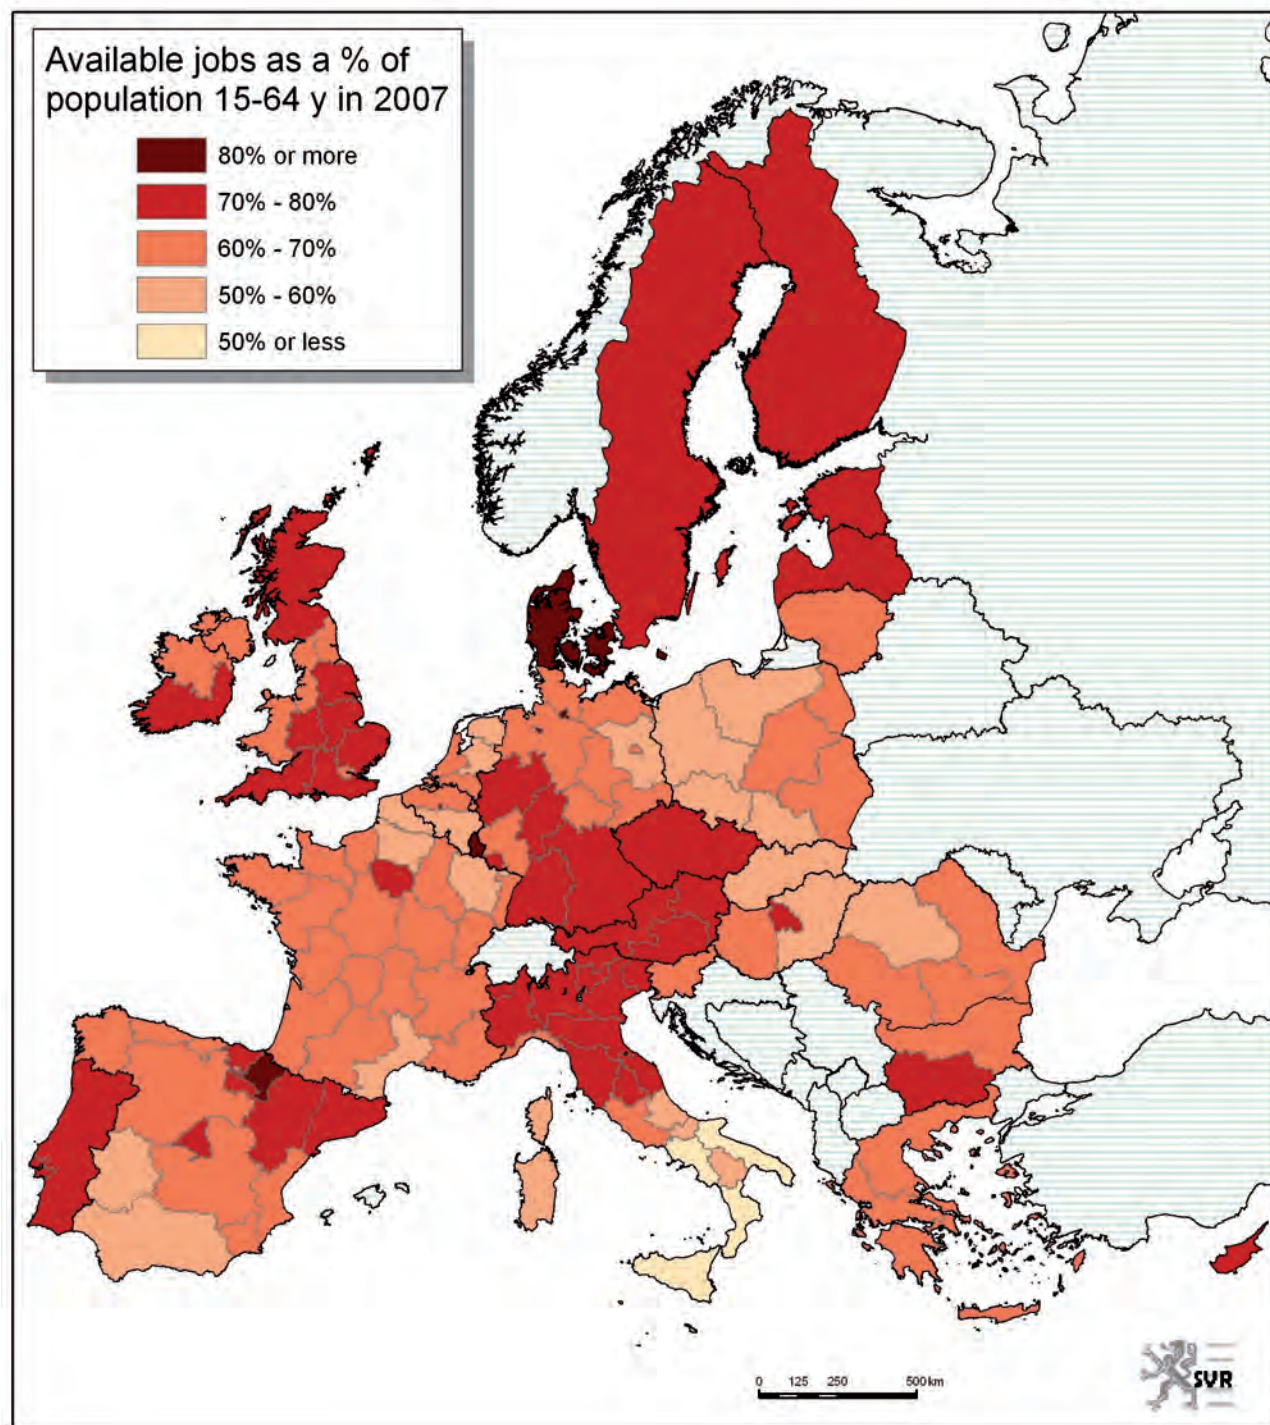 Available jobs as a % of
population 15-64 y in 2007
80% or more
70% - 80%
60% - 70%
50% - 60%
50% or less
0 125 250 500 km
SVR